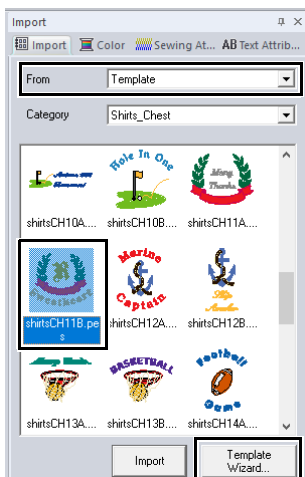 Import
Import Color Sewing At... AB Text Attrib...
From Template
Category Shirts_Chest
Hole In One
Many Thanks
shirtsCH10A.... shirtsCH10B.... shirtsCH11A....
R
Sweetheart
Marine Captain
shirtsCH11B.pes
shirtsCH12A.... shirtsCH12B....
BASKETBALL
Football Game
shirtsCH13A.... shirtsCH13B.... shirtsCH14A....
Import
Template
Wizard...